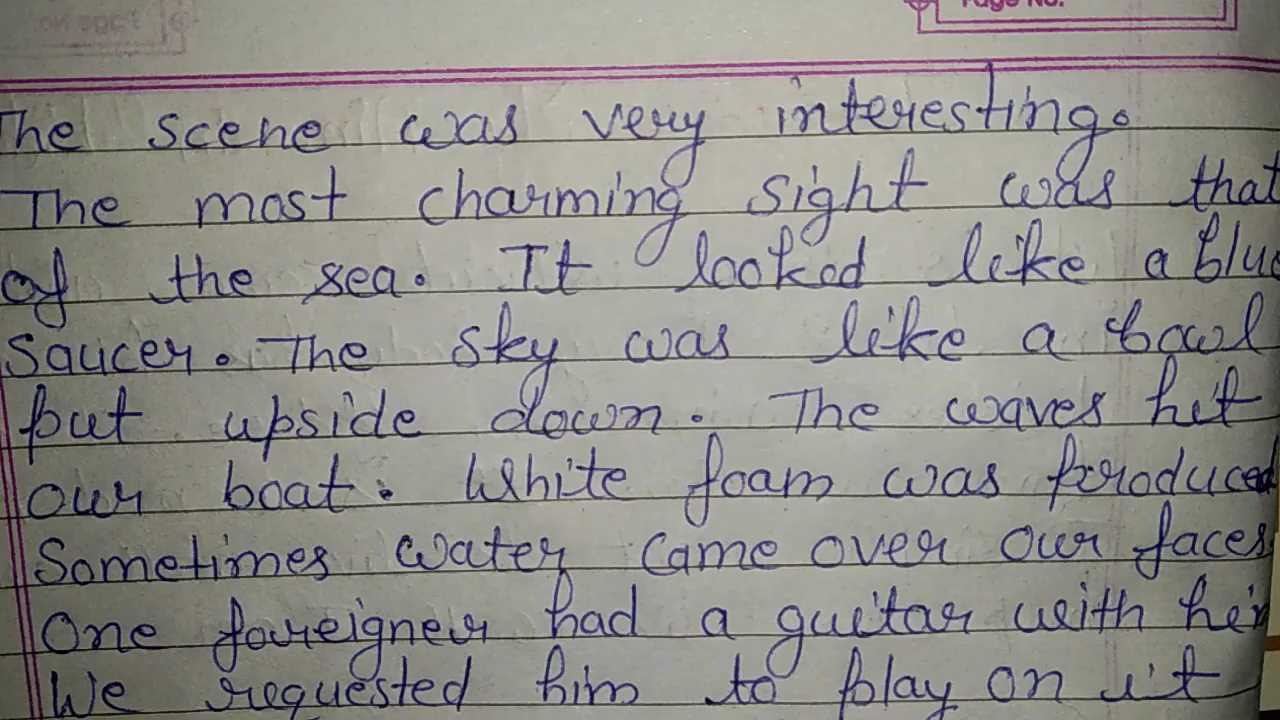 Page No.
The scene was very interesting.
The most charming sight was that
of the sea. It looked like a blue
saucer. The sky was like a bowl
put upside down. The waves hit
our boat. White foam was produced
Sometimes water came over our faces
One foreigner had a guitar with him
We requested him to play on it